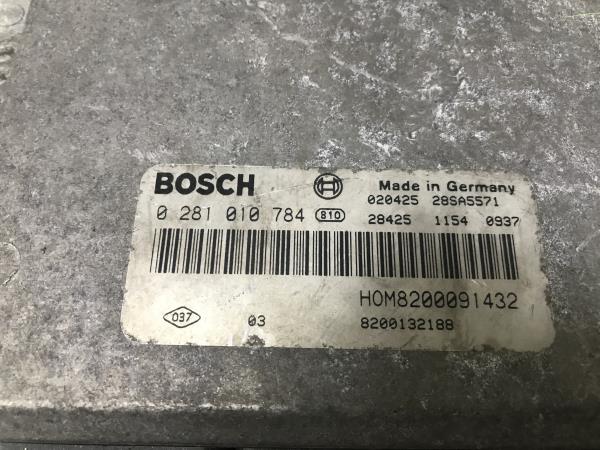 BOSCH Made in Germany
020425 28SA5571
0 281 010 784 810 28425 1154 0937
HOM8200091432
037 03 8200132188